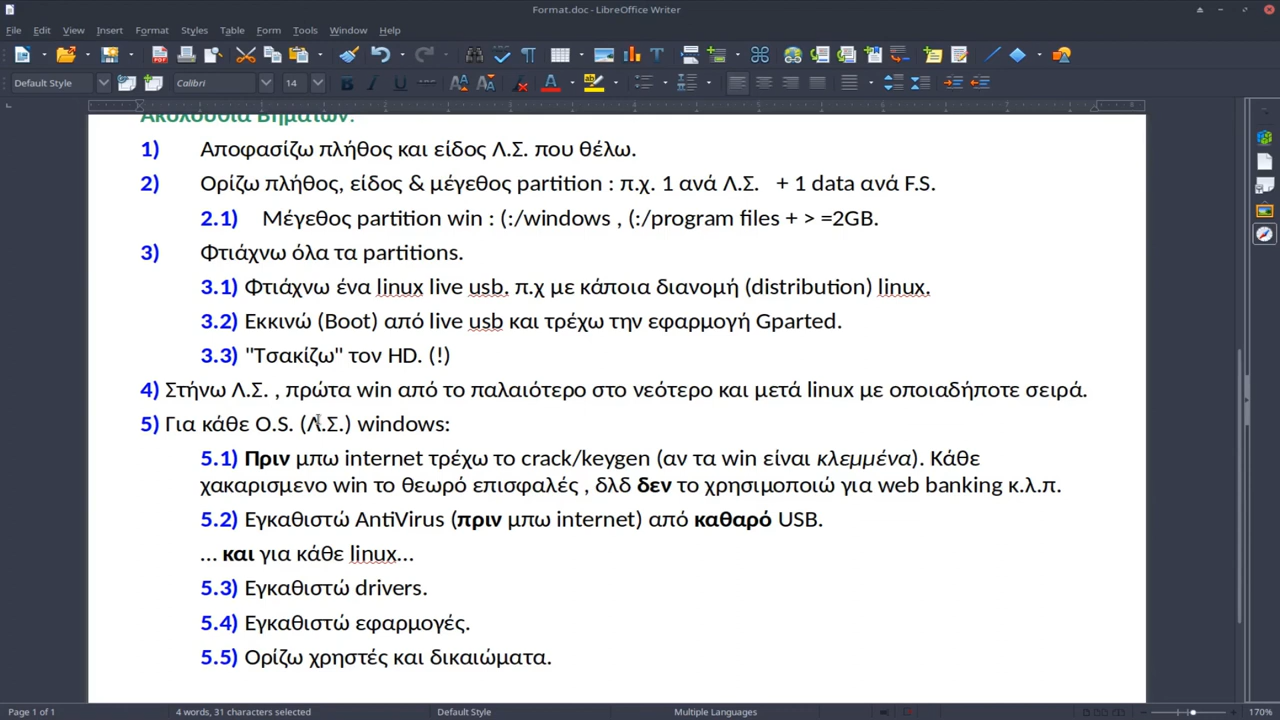 Format.doc - LibreOffice Writer
File Edit View Insert Format Styles Table Form Tools Window Help
Default Style Calibri 14
Ακολουθία Βημάτων:
1) Αποφασίζω πλήθος και είδος Λ.Σ. που θέλω.
2) Ορίζω πλήθος, είδος & μέγεθος partition : π.χ. 1 ανά Λ.Σ. + 1 data ανά F.S.
2.1) Μέγεθος partition win : (:/windows , (:/program files + > =2GB.
3) Φτιάχνω όλα τα partitions.
3.1) Φτιάχνω ένα linux live usb. π.χ με κάποια διανομή (distribution) linux.
3.2) Εκκινώ (Boot) από live usb και τρέχω την εφαρμογή Gparted.
3.3) "Τσακίζω" τον HD. (!)
4) Στήνω Λ.Σ. , πρώτα win από το παλαιότερο στο νεότερο και μετά linux με οποιαδήποτε σειρά.
5) Για κάθε O.S. (Λ.Σ.) windows:
5.1) Πριν μπω internet τρέχω το crack/keygen (αν τα win είναι κλεμμένα). Κάθε
χακαρισμενο win το θεωρό επισφαλές , δλδ δεν το χρησιμοποιώ για web banking κ.λ.π.
5.2) Εγκαθιστώ AntiVirus (πριν μπω internet) από καθαρό USB.
... και για κάθε linux...
5.3) Εγκαθιστώ drivers.
5.4) Εγκαθιστώ εφαρμογές.
5.5) Ορίζω χρηστές και δικαιώματα.
Page 1 of 1 4 words, 31 characters selected Default Style Multiple Languages 170%